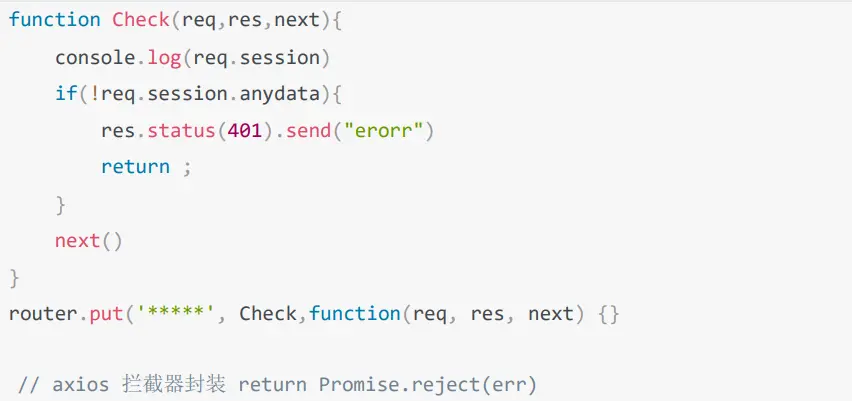 function Check(req,res,next){
    console.log(req.session)
    if(!req.session.anydata){
        res.status(401).send("erorr")
        return ;
    }
    next()
}
router.put('*****', Check,function(req, res, next) {}
// axios 拦截器封装 return Promise.reject(err)